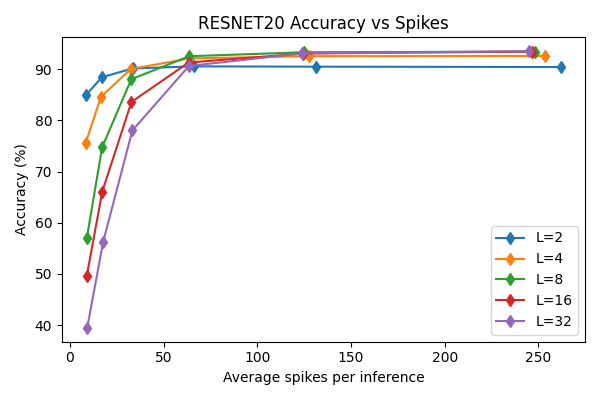 RESNET20 Accuracy vs Spikes
Accuracy (%)
90
80
70
60
50
40
0 50 100 150 200 250
Average spikes per inference
L=2
L=4
L=8
L=16
L=32